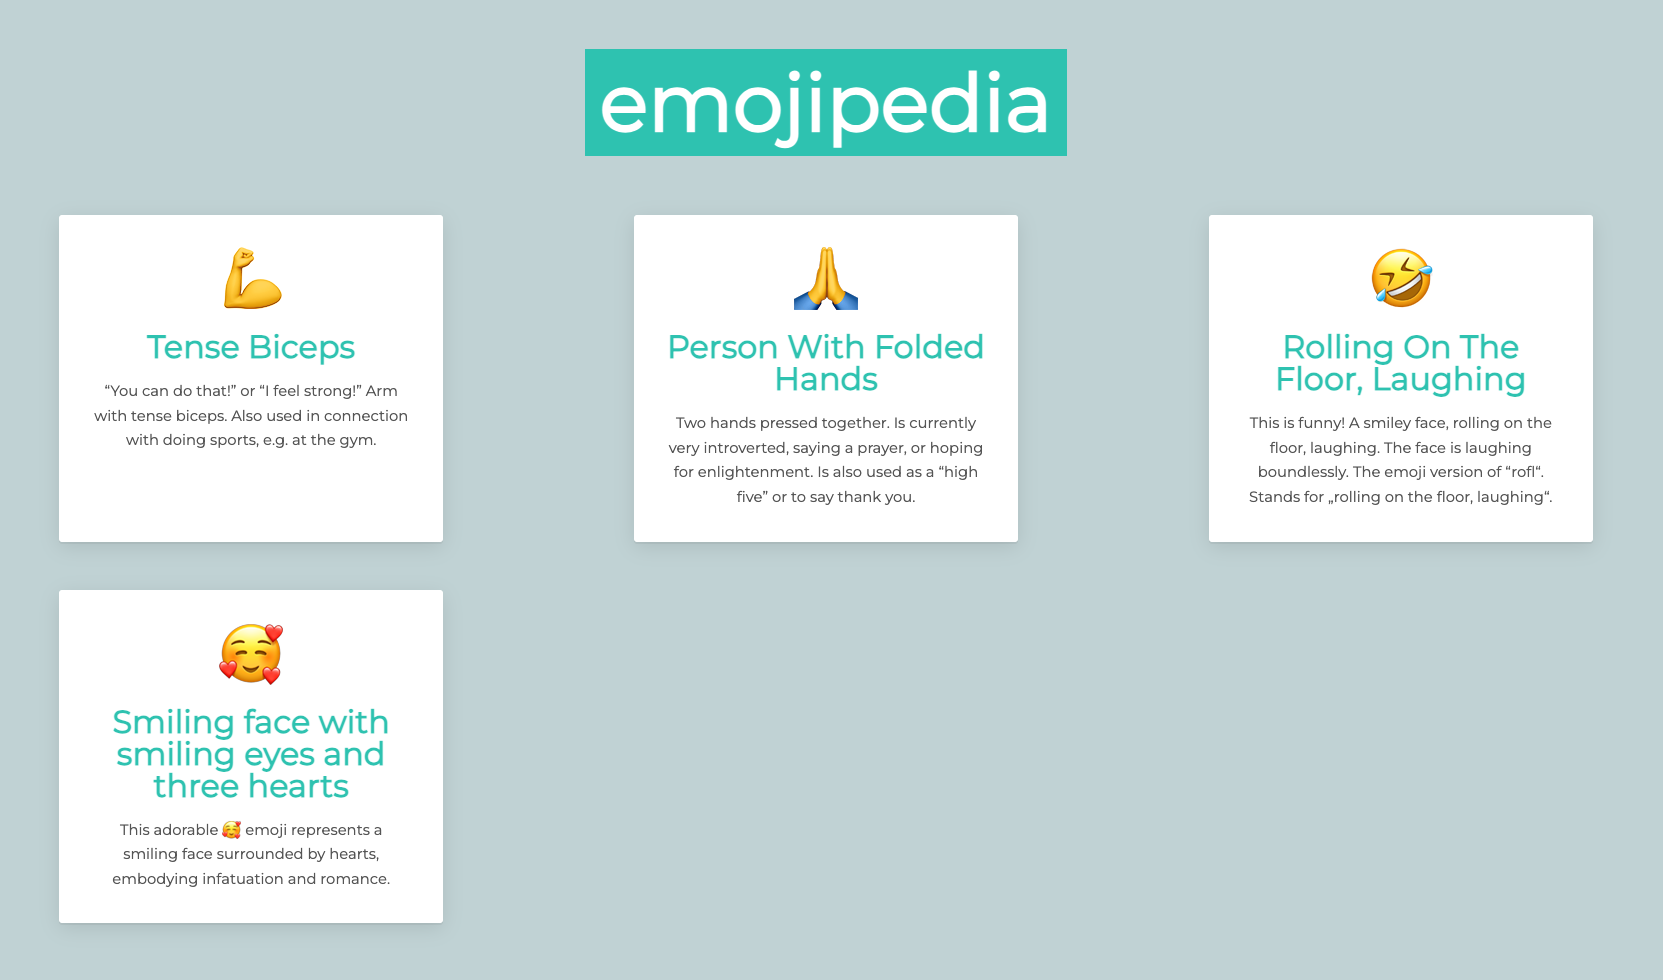 emojipedia
💪
Tense Biceps
“You can do that!” or “I feel strong!” Arm
with tense biceps. Also used in connection
with doing sports, e.g. at the gym.
🙏
Person With Folded
Hands
Two hands pressed together. Is currently
very introverted, saying a prayer, or hoping
for enlightenment. Is also used as a “high
five” or to say thank you.
🤣
Rolling On The
Floor, Laughing
This is funny! A smiley face, rolling on the
floor, laughing. The face is laughing
boundlessly. The emoji version of “rofl“.
Stands for „rolling on the floor, laughing“.
🥰
Smiling face with
smiling eyes and
three hearts
This adorable 🥰 emoji represents a
smiling face surrounded by hearts,
embodying infatuation and romance.